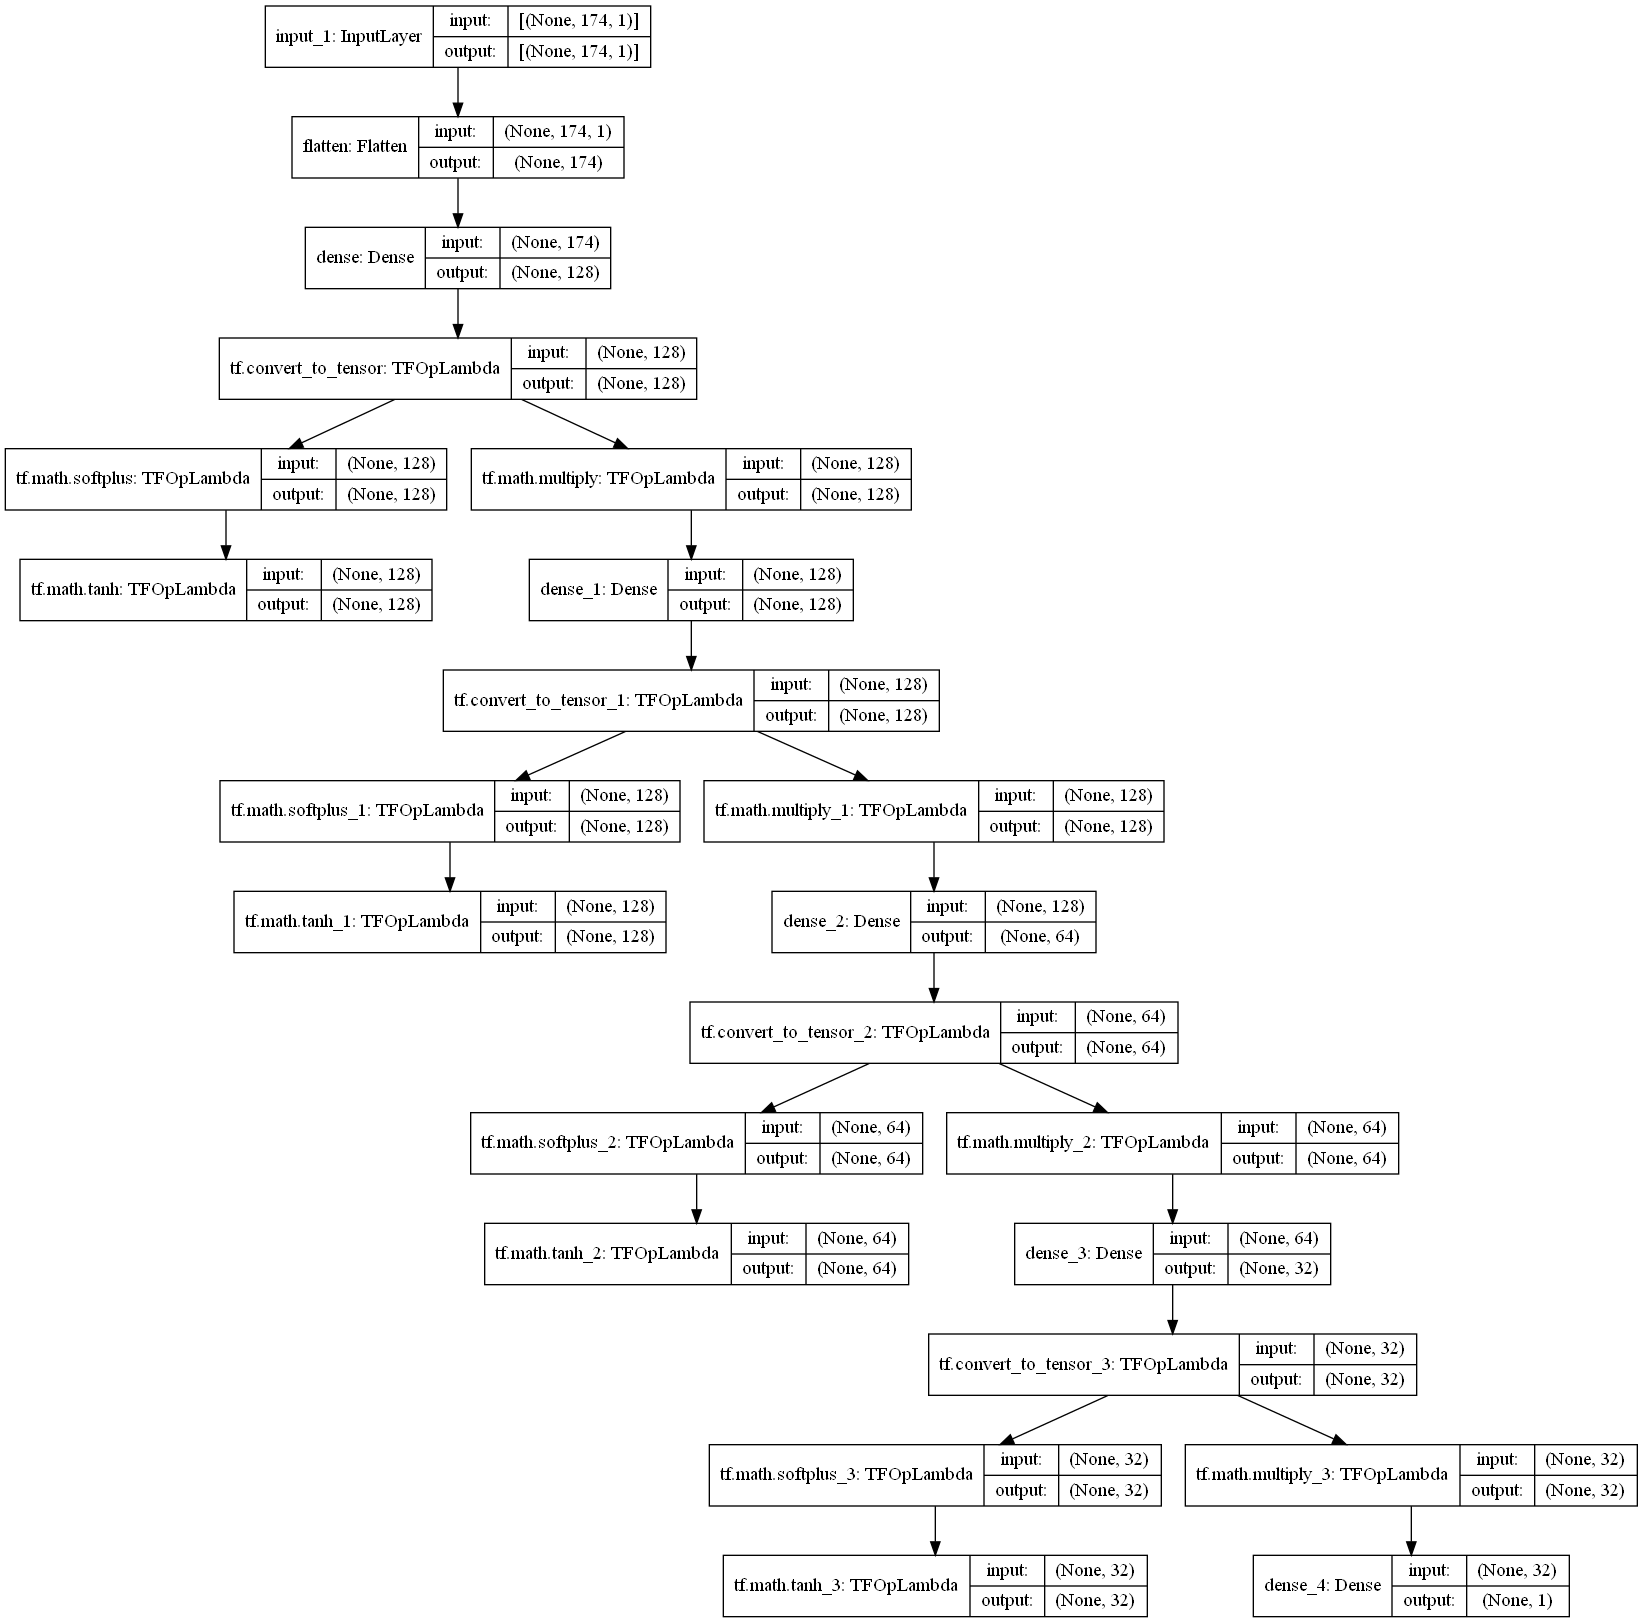 input_1: InputLayer
input: [(None, 174, 1)]
output: [(None, 174, 1)]
flatten: Flatten
input: (None, 174, 1)
output: (None, 174)
dense: Dense
input: (None, 174)
output: (None, 128)
tf.convert_to_tensor: TFOpLambda
input: (None, 128)
output: (None, 128)
tf.math.softplus: TFOpLambda
input: (None, 128)
output: (None, 128)
tf.math.multiply: TFOpLambda
input: (None, 128)
output: (None, 128)
tf.math.tanh: TFOpLambda
input: (None, 128)
output: (None, 128)
dense_1: Dense
input: (None, 128)
output: (None, 128)
tf.convert_to_tensor_1: TFOpLambda
input: (None, 128)
output: (None, 128)
tf.math.softplus_1: TFOpLambda
input: (None, 128)
output: (None, 128)
tf.math.multiply_1: TFOpLambda
input: (None, 128)
output: (None, 128)
tf.math.tanh_1: TFOpLambda
input: (None, 128)
output: (None, 128)
dense_2: Dense
input: (None, 128)
output: (None, 64)
tf.convert_to_tensor_2: TFOpLambda
input: (None, 64)
output: (None, 64)
tf.math.softplus_2: TFOpLambda
input: (None, 64)
output: (None, 64)
tf.math.multiply_2: TFOpLambda
input: (None, 64)
output: (None, 64)
tf.math.tanh_2: TFOpLambda
input: (None, 64)
output: (None, 64)
dense_3: Dense
input: (None, 64)
output: (None, 32)
tf.convert_to_tensor_3: TFOpLambda
input: (None, 32)
output: (None, 32)
tf.math.softplus_3: TFOpLambda
input: (None, 32)
output: (None, 32)
tf.math.multiply_3: TFOpLambda
input: (None, 32)
output: (None, 32)
tf.math.tanh_3: TFOpLambda
input: (None, 32)
output: (None, 32)
dense_4: Dense
input: (None, 32)
output: (None, 1)